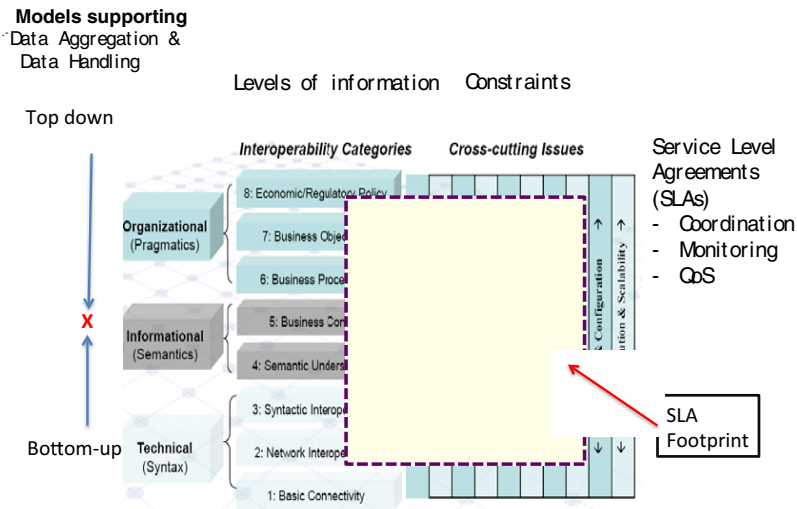 Models supporting
Data Aggregation &
Data Handling
Levels of information Constraints
Top down
Interoperability Categories Cross-cutting Issues
Service Level
Agreements
(SLAs)
- Coordination
- Monitoring
- QoS
8: Economic/Regulatory Policy
Organizational
(Pragmatics)
7: Business Objec
6: Business Proce
& Configuration
ution & Scalability
X
Informational
(Semantics)
5: Business Con
4: Semantic Unders
3: Syntactic Interope
SLA
Footprint
Bottom-up
Technical
(Syntax)
2: Network Interope
1: Basic Connectivity